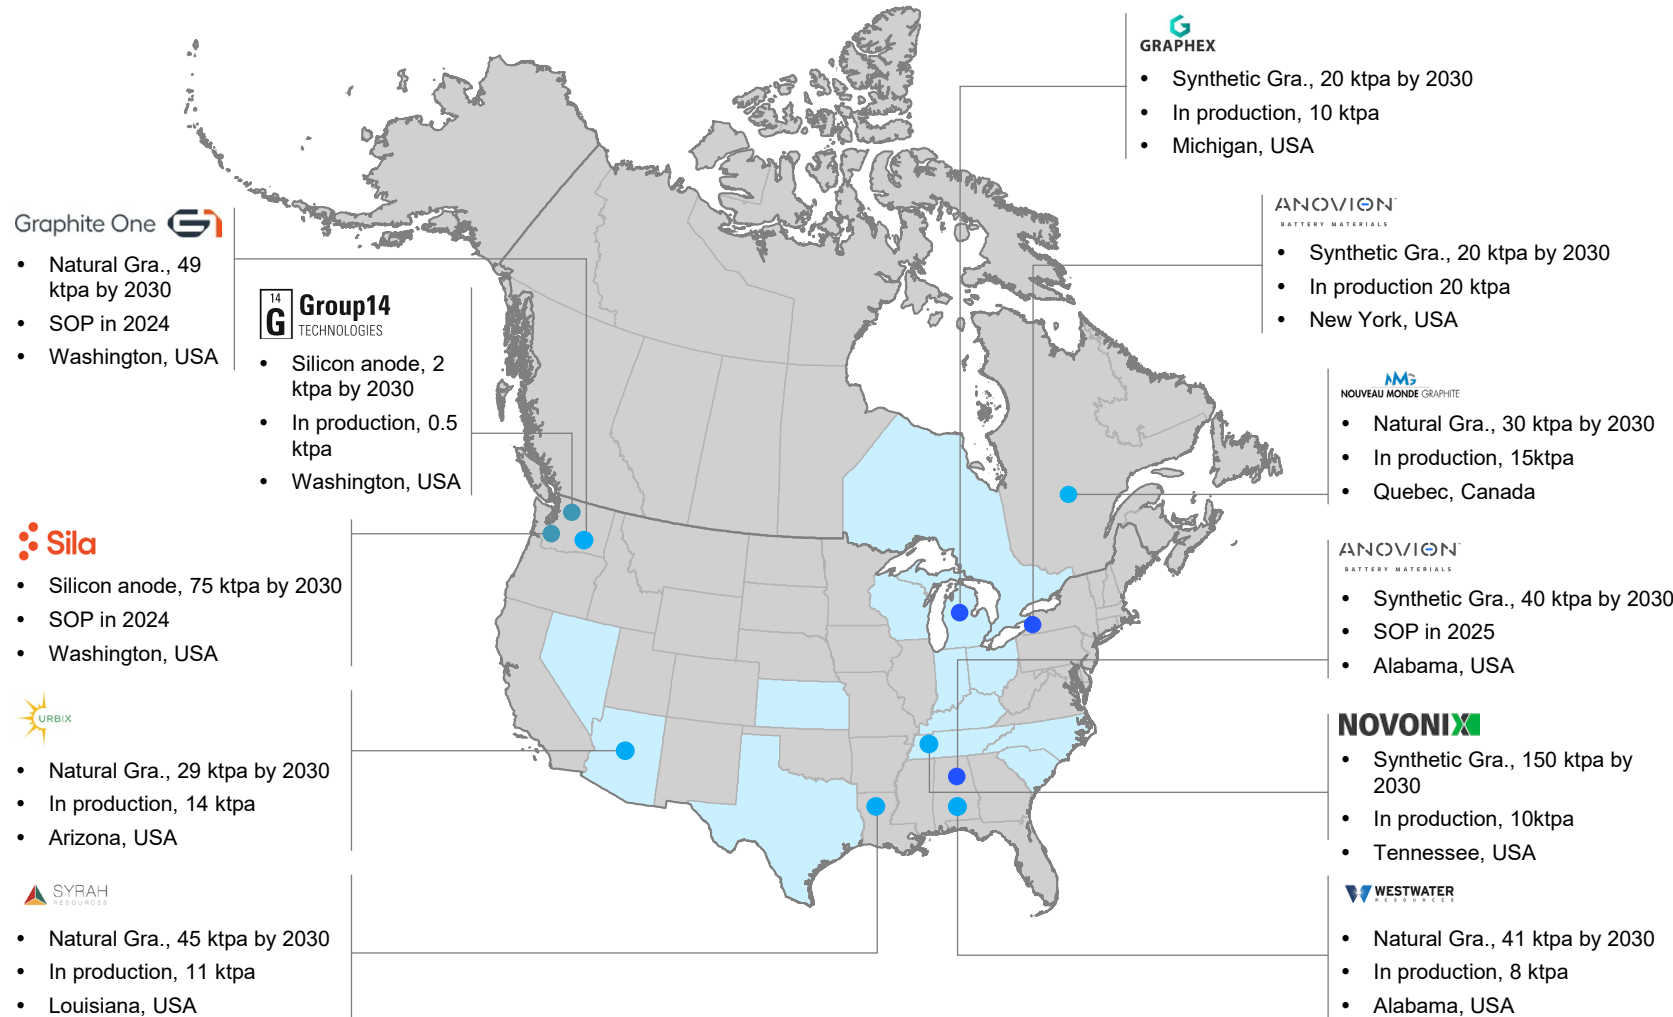 GRAPHEX
• Synthetic Gra., 20 ktpa by 2030
• In production, 10 ktpa
• Michigan, USA
ANOVION
BATTERY MATERIALS
• Synthetic Gra., 20 ktpa by 2030
• In production 20 ktpa
• New York, USA
Graphite One
• Natural Gra., 49
ktpa by 2030
• SOP in 2024
• Washington, USA
14
G
Group14
TECHNOLOGIES
• Silicon anode, 2
ktpa by 2030
• In production, 0.5
ktpa
• Washington, USA
NMG
NOUVEAU MONDE GRAPHITE
• Natural Gra., 30 ktpa by 2030
• In production, 15ktpa
• Quebec, Canada
Sila
• Silicon anode, 75 ktpa by 2030
• SOP in 2024
• Washington, USA
ANOVION
BATTERY MATERIALS
• Synthetic Gra., 40 ktpa by 2030
• SOP in 2025
• Alabama, USA
URBIX
• Natural Gra., 29 ktpa by 2030
• In production, 14 ktpa
• Arizona, USA
NOVONIX
• Synthetic Gra., 150 ktpa by
2030
• In production, 10ktpa
• Tennessee, USA
SYRAH
RESOURCES
• Natural Gra., 45 ktpa by 2030
• In production, 11 ktpa
• Louisiana, USA
WESTWATER
RESOURCES
• Natural Gra., 41 ktpa by 2030
• In production, 8 ktpa
• Alabama, USA